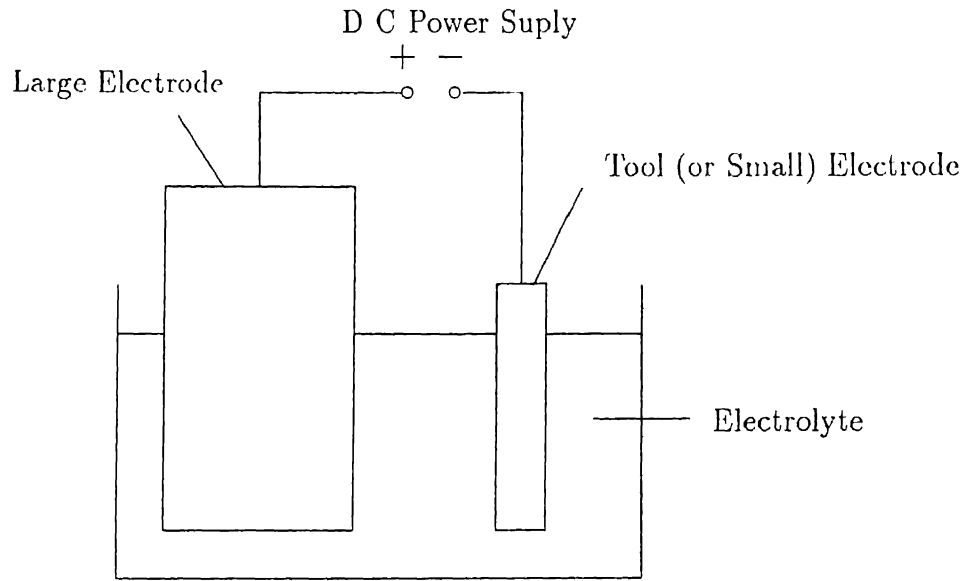 D C Power Suply
+ −
Large Electrode
Tool (or Small) Electrode
Electrolyte